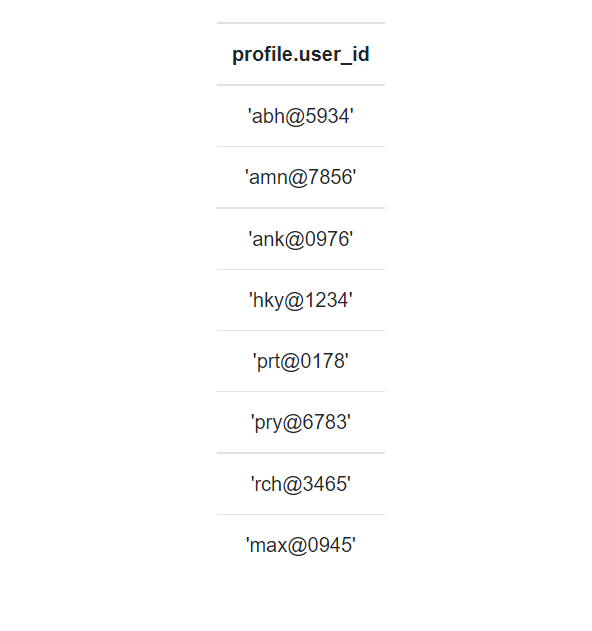 profile.user_id
'abh@5934'
'amn@7856'
'ank@0976'
'hky@1234'
'prt@0178'
'pry@6783'
'rch@3465'
'max@0945'